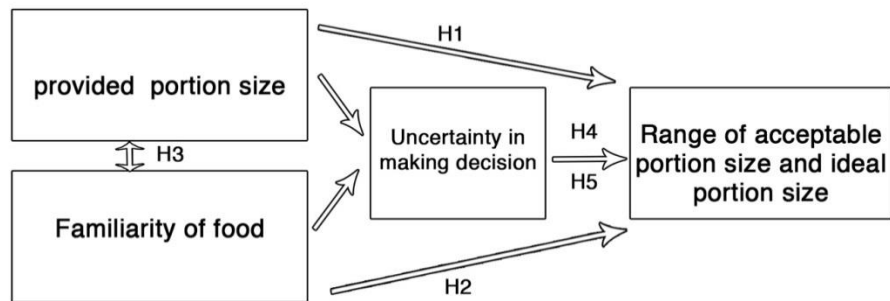 H1
provided portion size
Uncertainty in
making decision
H4
H5
Range of acceptable
portion size and ideal
portion size
H3
Familiarity of food
H2